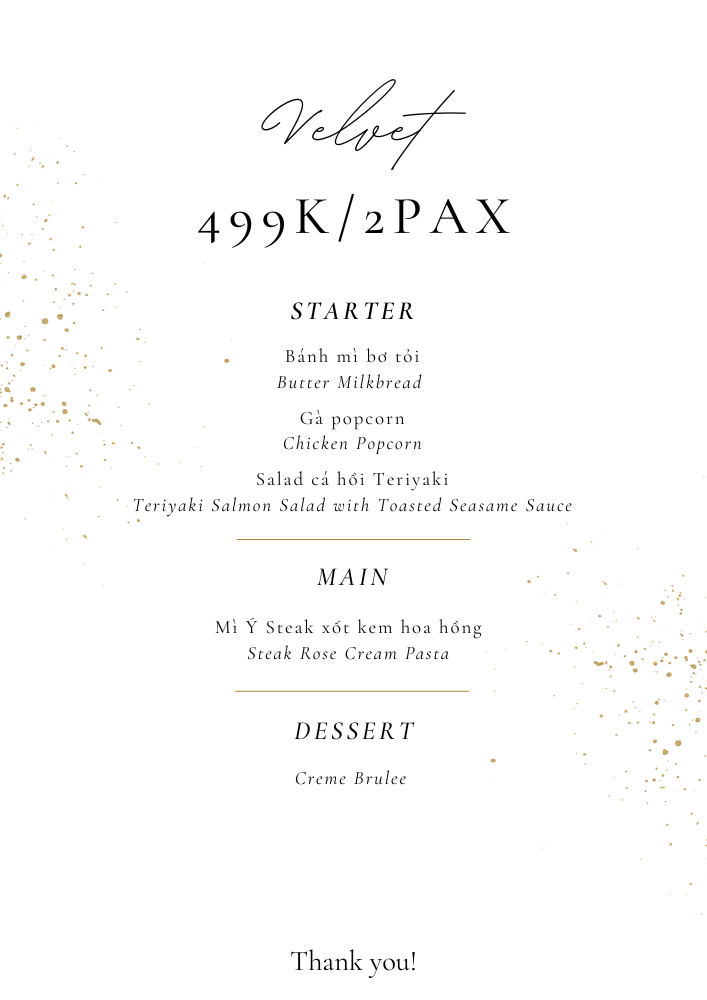 Velvet
499K/2PAX
STARTER
Bánh mì bơ tỏi
Butter Milkbread
Gà popcorn
Chicken Popcorn
Salad cá hồi Teriyaki
Teriyaki Salmon Salad with Toasted Seasame Sauce
MAIN
Mì Ý Steak xốt kem hoa hồng
Steak Rose Cream Pasta
DESSERT
Creme Brulee
Thank you!